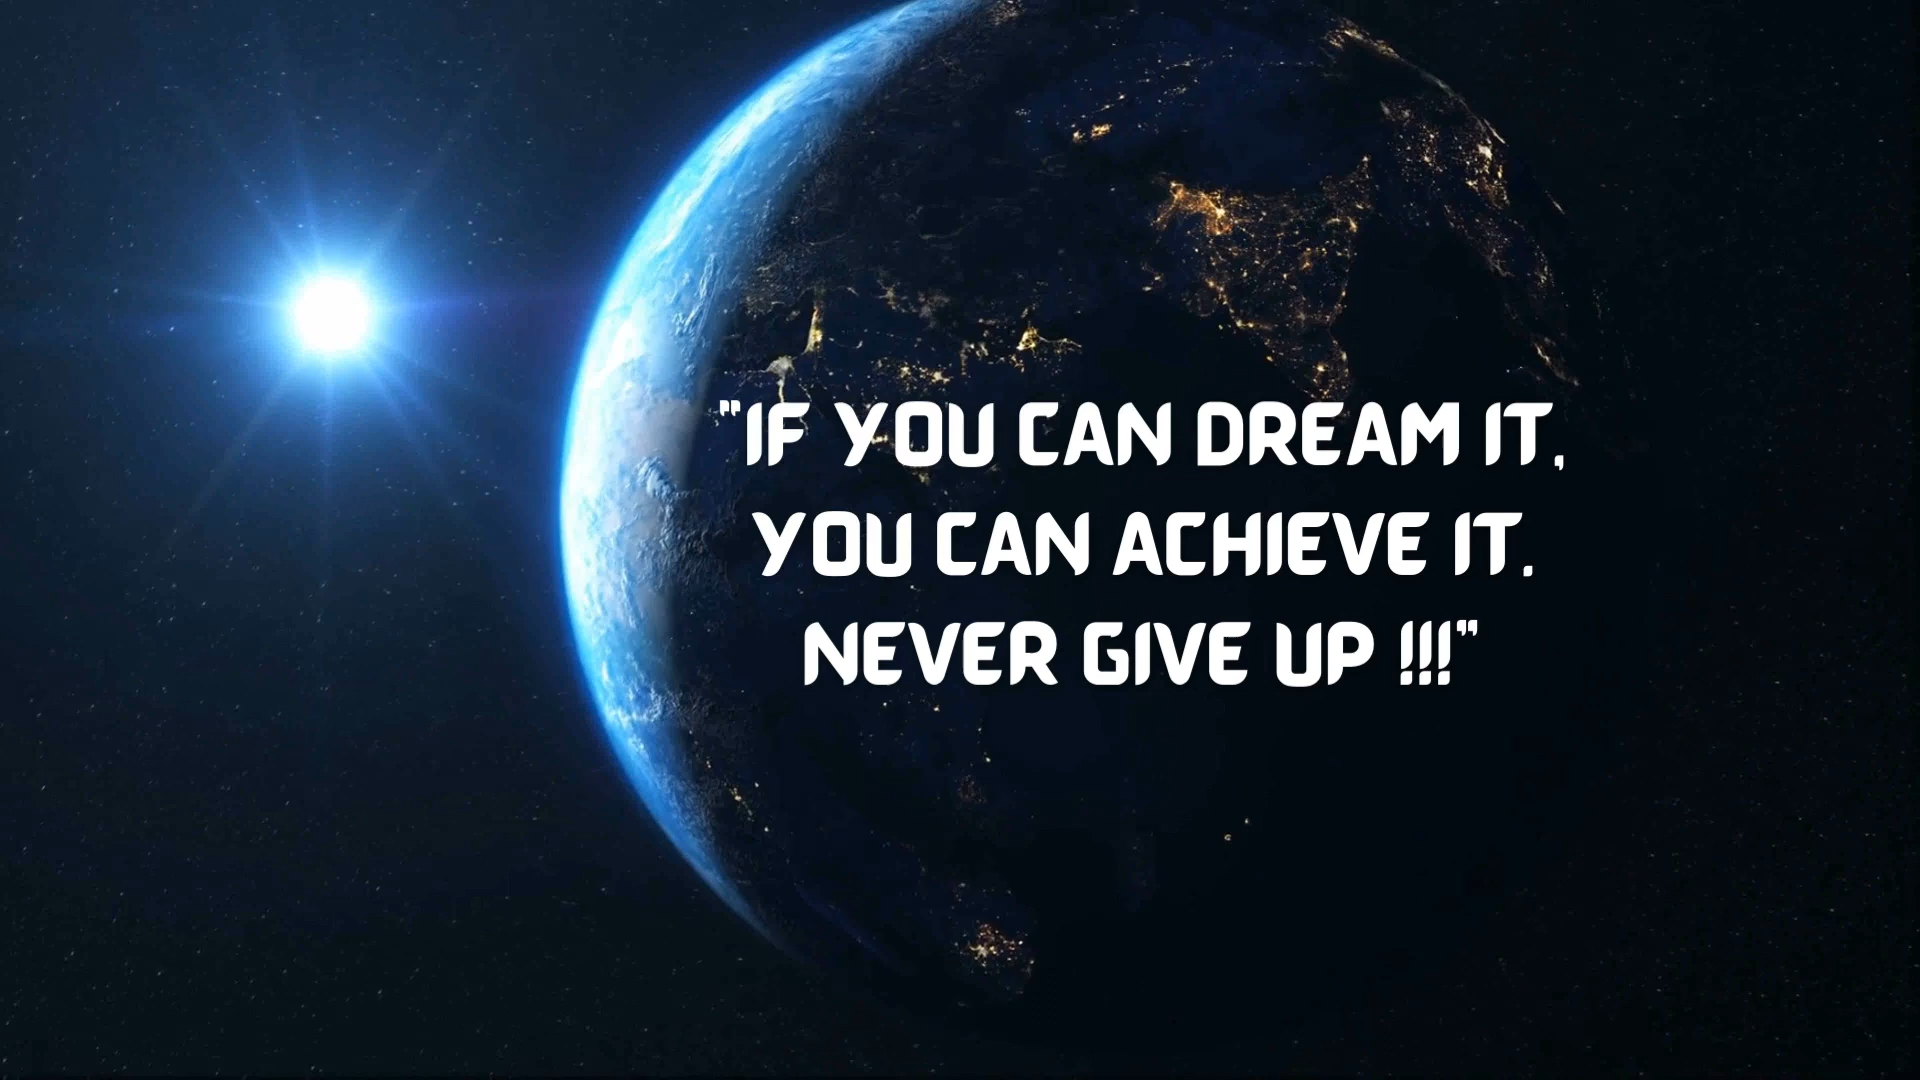 "IF YOU CAN DREAM IT,
YOU CAN ACHIEVE IT.
NEVER GIVE UP !!!"